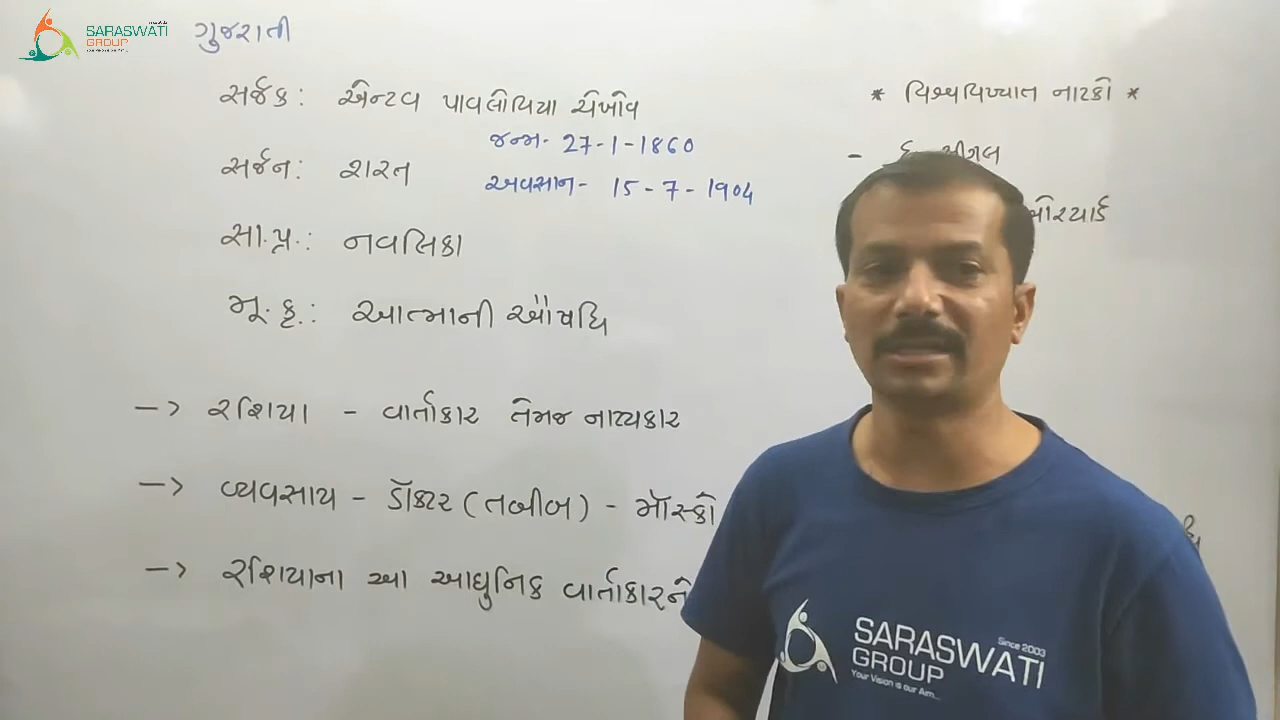 SARASWATI
GROUP
ગુજરાતી
સર્જક: એન્ટવ પાવલોવિચા ચેખોવ
જન્મ- 27-1-1860
અવસાન- 15-7-1904
સર્જન: શરત
સા.પ્ર.: નવલિકા
મૂ.કૃ.: આત્માની ઔષધિ
-> રશિયા - વાર્તાકાર તેમજ નાટ્યકાર
-> વ્યવસાય - ડૉક્ટર (તબીબ) - મૉસ્કો
-> રશિયાના આ આધુનિક વાર્તાકારને
* વિશ્વવિખ્યાત નાટકો *
- ધ સીગલ
SARASWATI
Since 2003
GROUP
Your Vision is our Aim...